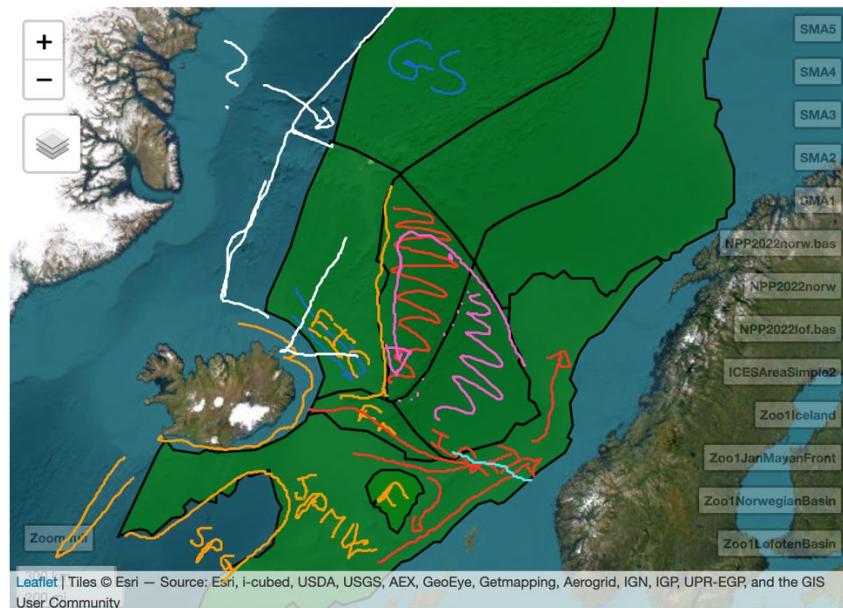 +
−
?
GS
SMA5
SMA4
SMA3
SMA2
SMA1
NPP2022norw.bas
NPP2022norw
NPP2022lof.bas
ICESAreaSimple2
Zoo1Iceland
Zoo1JanMayenFront
Zoo1NorwegianBasin
Zoo1LofotenBasin
EIC
F
SPMW
SPG
Leaflet | Tiles © Esri — Source: Esri, i-cubed, USDA, USGS, AEX, GeoEye, Getmapping, Aerogrid, IGN, IGP, UPR-EGP, and the GIS
User Community